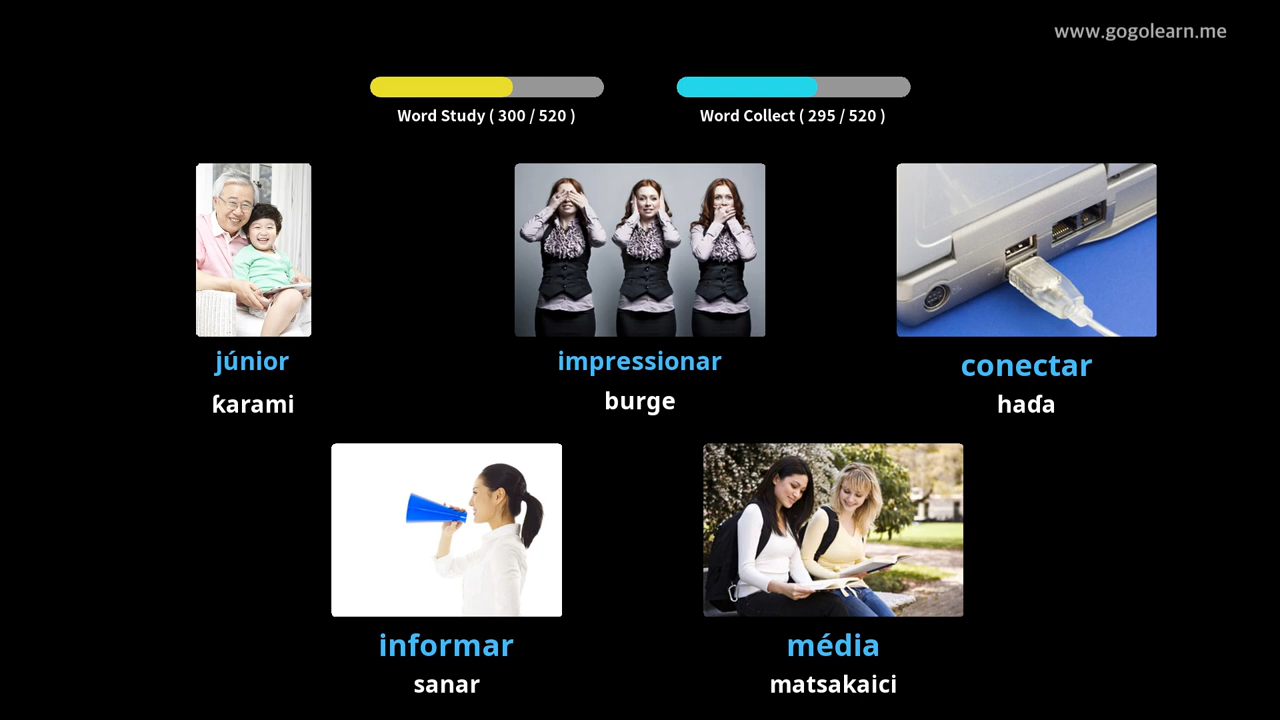 www.gogolearn.me
Word Study ( 300 / 520 )
Word Collect ( 295 / 520 )
júnior
ƙarami
impressionar
burge
conectar
haɗa
informar
sanar
média
matsakaici